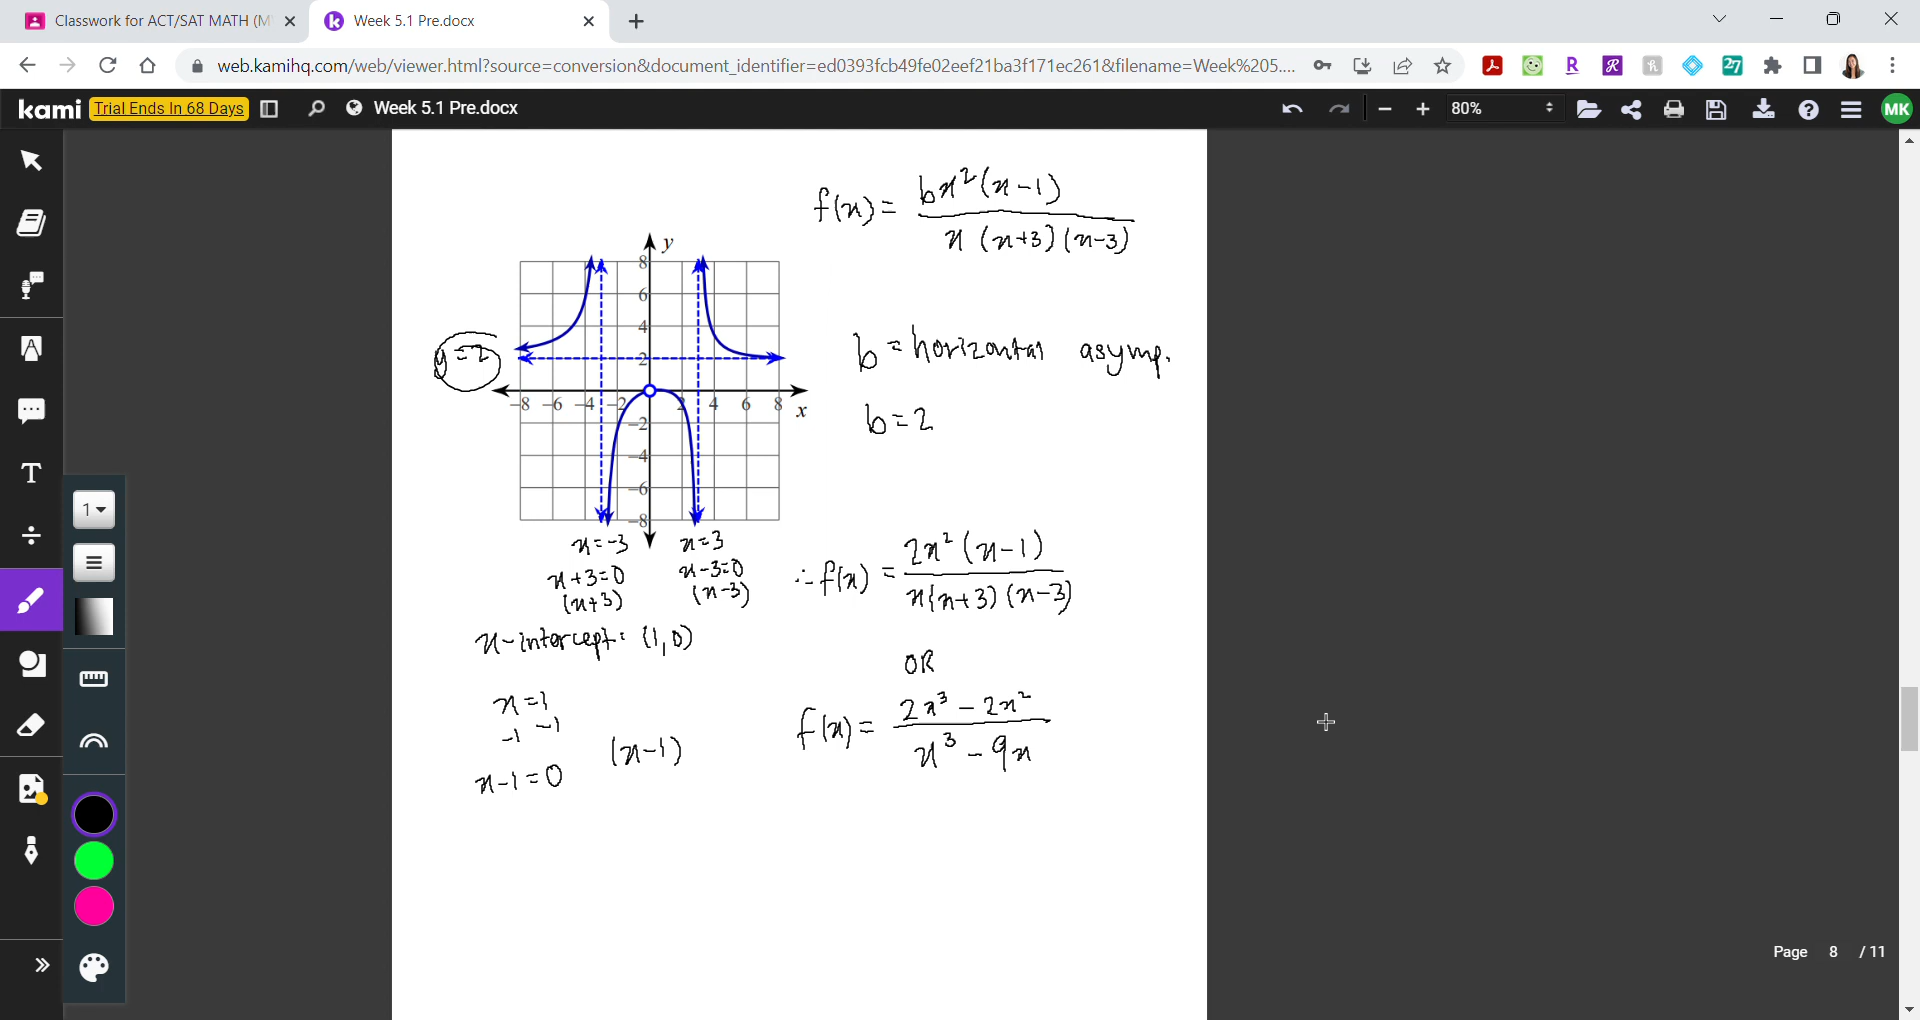 Classwork for ACT/SAT MATH (M
Week 5.1 Pre.docx
web.kamihq.com/web/viewer.html?source=conversion&document_identifier=ed0393fcb49fe02eef21ba3f171ec261&filename=Week%205....
27
kami Trial Ends In 68 Days
Week 5.1 Pre.docx
80%
MK
T
1
f(x) = bx²(x-1)
x (x+3)(x-3)
y
8
6
4
2
-8 -6 -4 -2 2 4 6 8 x
-2
-4
-6
-8
y=2
b = horizontal asymp.
b=2
x=-3
x+3=0
(x+3)
x=3
x-3=0
(x-3)
∴ f(x) = 2x²(x-1)
x(x+3)(x-3)
x-intercept: (1,0)
OR
x=1
-1 -1
x-1=0
(x-1)
f(x) = 2x³ - 2x²
x³ - 9x
Page 8 / 11